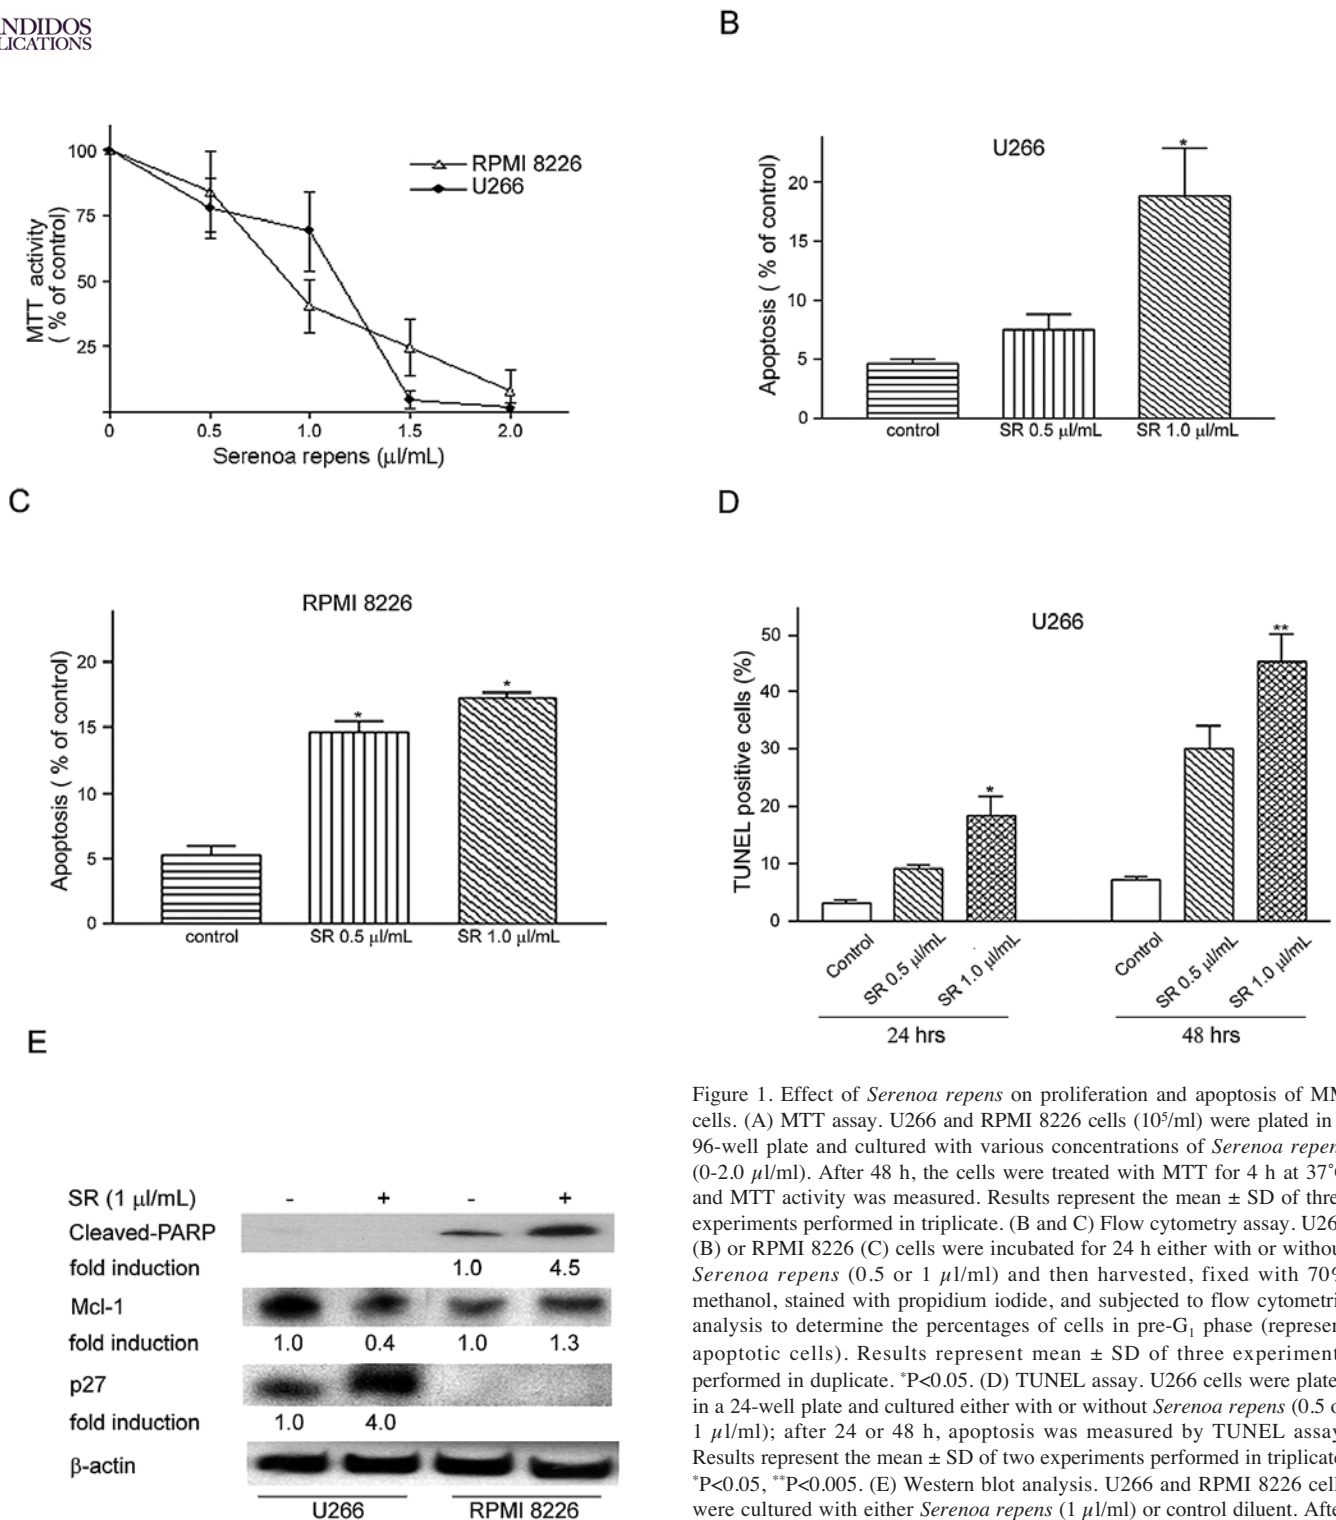 B
100
75
50
25
MTT activity
( % of control)
RPMI 8226
U266
0
0.5
1.0
1.5
2.0
Serenoa repens (µl/mL)
U266
Apoptosis ( % of control)
20
15
10
5
0
control
SR 0.5 µl/mL
SR 1.0 µl/mL
*
C
RPMI 8226
Apoptosis ( % of control)
20
15
10
5
0
control
SR 0.5 µl/mL
SR 1.0 µl/mL
*
*
D
U266
TUNEL positive cells (%)
50
40
30
20
10
0
*
**
Control
SR 0.5 µl/mL
SR 1.0 µl/mL
Control
SR 0.5 µl/mL
SR 1.0 µl/mL
24 hrs
48 hrs
E
SR (1 µl/mL) - + - +
Cleaved-PARP
fold induction 1.0 4.5
Mcl-1
fold induction 1.0 0.4 1.0 1.3
p27
fold induction 1.0 4.0
β-actin
U266 RPMI 8226
Figure 1. Effect of Serenoa repens on proliferation and apoptosis of MM
cells. (A) MTT assay. U266 and RPMI 8226 cells (10⁵/ml) were plated in
96-well plate and cultured with various concentrations of Serenoa repen
(0-2.0 µl/ml). After 48 h, the cells were treated with MTT for 4 h at 37˚C
and MTT activity was measured. Results represent the mean ± SD of thre
experiments performed in triplicate. (B and C) Flow cytometry assay. U26
(B) or RPMI 8226 (C) cells were incubated for 24 h either with or withou
Serenoa repens (0.5 or 1 µl/ml) and then harvested, fixed with 70%
methanol, stained with propidium iodide, and subjected to flow cytometri
analysis to determine the percentages of cells in pre-G₁ phase (represen
apoptotic cells). Results represent mean ± SD of three experiment
performed in duplicate. *P<0.05. (D) TUNEL assay. U266 cells were plate
in a 24-well plate and cultured either with or without Serenoa repens (0.5 o
1 µl/ml); after 24 or 48 h, apoptosis was measured by TUNEL assay
Results represent the mean ± SD of two experiments performed in triplicate
*P<0.05, **P<0.005. (E) Western blot analysis. U266 and RPMI 8226 cell
were cultured with either Serenoa repens (1 µl/ml) or control diluent. Afte